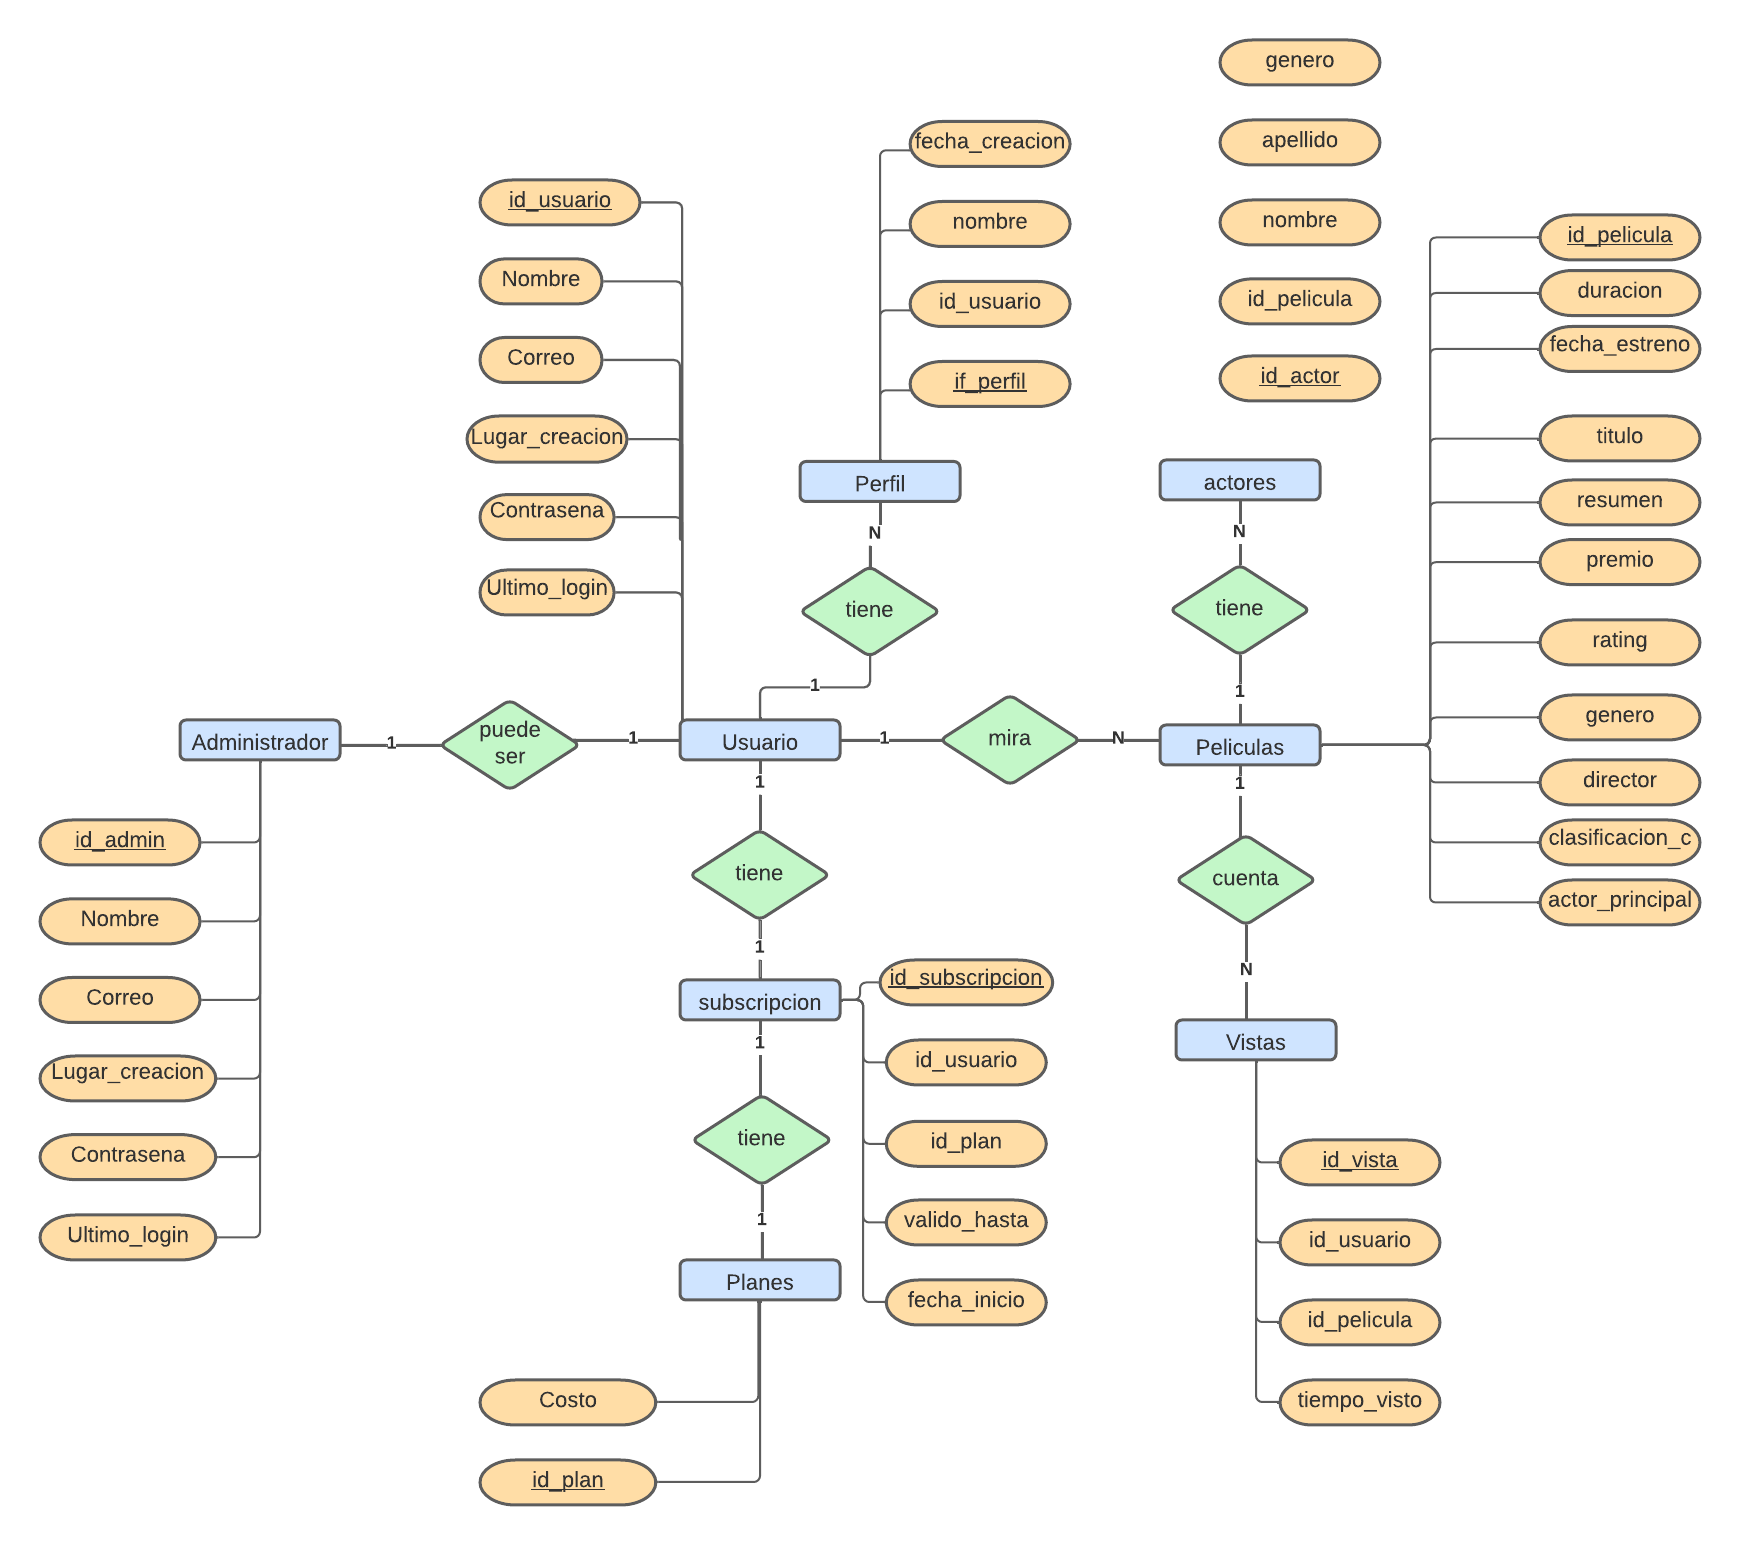 genero
apellido
nombre
id_pelicula
id_actor
fecha_creacion
nombre
id_usuario
if_perfil
id_usuario
Nombre
Correo
Lugar_creacion
Contrasena
Ultimo_login
id_pelicula
duracion
fecha_estreno
titulo
resumen
premio
rating
genero
director
clasificacion_c
actor_principal
Perfil
N
tiene
1
actores
N
tiene
1
Administrador
1
puede
ser
1
Usuario
1
mira
N
Peliculas
1
tiene
1
1
cuenta
N
id_admin
Nombre
Correo
Lugar_creacion
Contrasena
Ultimo_login
subscripcion
id_subscripcion
id_usuario
id_plan
valido_hasta
fecha_inicio
1
tiene
1
Planes
Costo
id_plan
Vistas
id_vista
id_usuario
id_pelicula
tiempo_visto